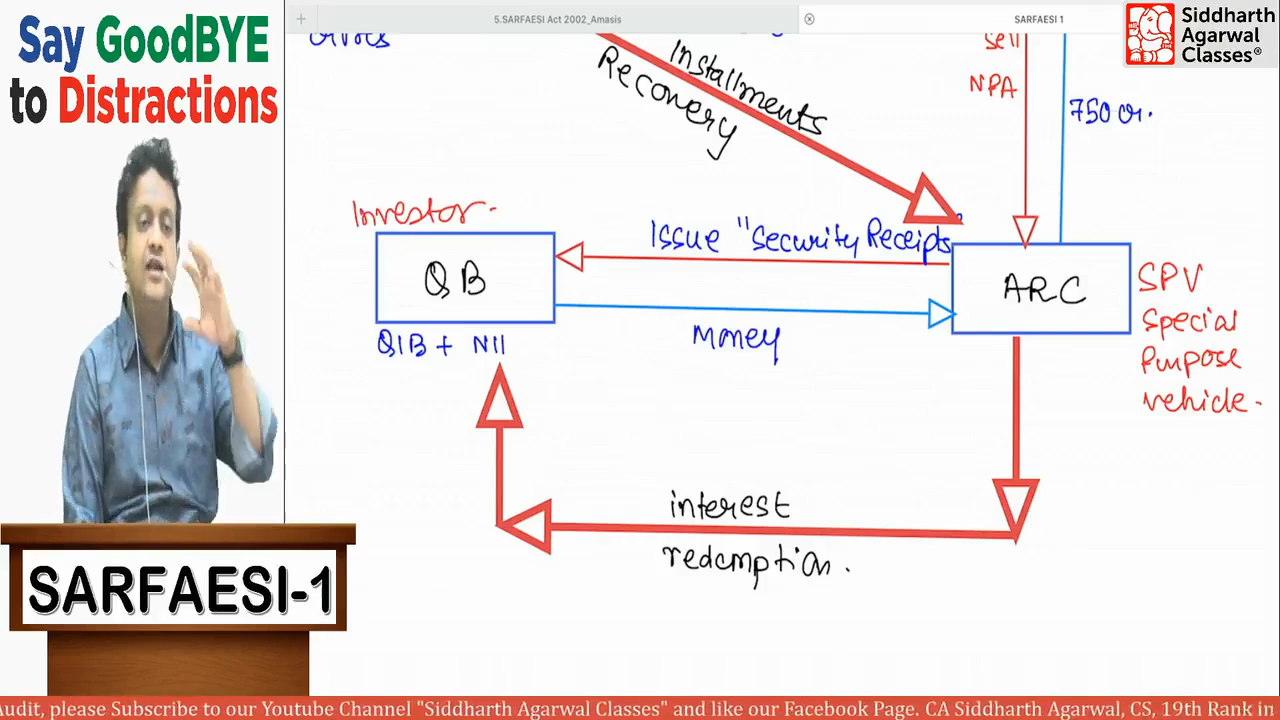 Say GoodBYE
to Distractions
5.SARFAESI Act 2002_Amasis
SARFAESI 1
Siddharth
Agarwal
Classes®
Sell
NPA
750 cr.
Installments
Recovery
Investor.
QB
QIB + NII
Issue "Security Receipts"
Money
ARC
SPV
Special
Purpose
vehicle.
interest
redemption.
SARFAESI-1
Audit, please Subscribe to our Youtube Channel "Siddharth Agarwal Classes" and like our Facebook Page. CA Siddharth Agarwal, CS, 19th Rank in